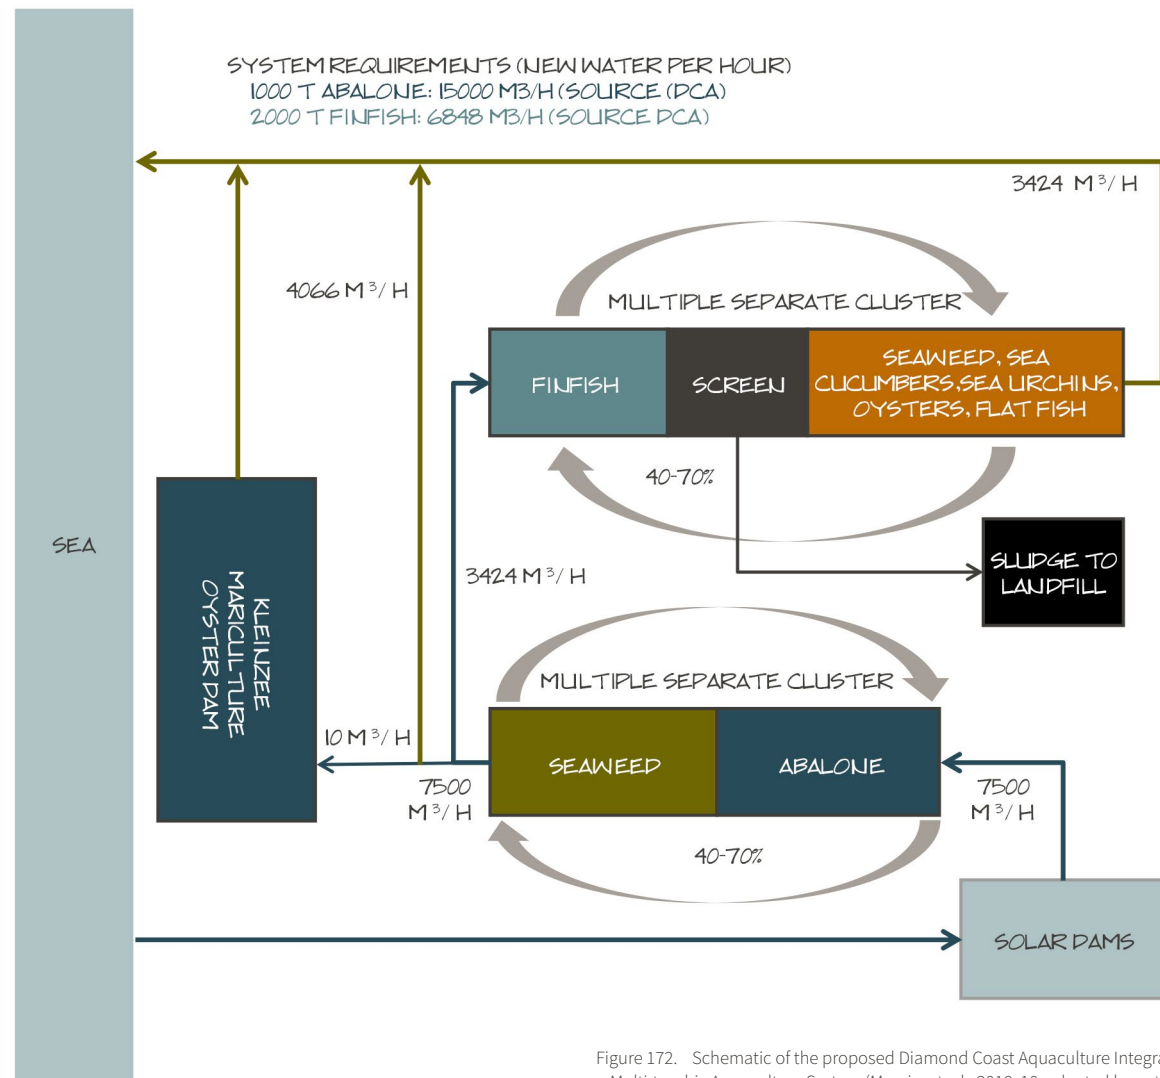 SYSTEM REQUIREMENTS (NEW WATER PER HOUR)
1000 T ABALONE: 15000 M3/H (SOURCE (DCA)
2000 T FINFISH: 6848 M3/H (SOURCE DCA)
3424 M³/ H
4066 M³/ H
MULTIPLE SEPARATE CLUSTER
FINFISH
SCREEN
SEAWEED, SEA
CUCUMBERS,SEA URCHINS,
OYSTERS, FLAT FISH
40-70%
SEA
SLUDGE TO
LANDFILL
3424 M³/ H
KLEINZEE
MARICULTURE
OYSTER DAM
MULTIPLE SEPARATE CLUSTER
10 M³/ H
SEAWEED
ABALONE
7500
M³/ H
7500
M³/ H
40-70%
SOLAR DAMS
Figure 172. Schematic of the proposed Diamond Coast Aquaculture